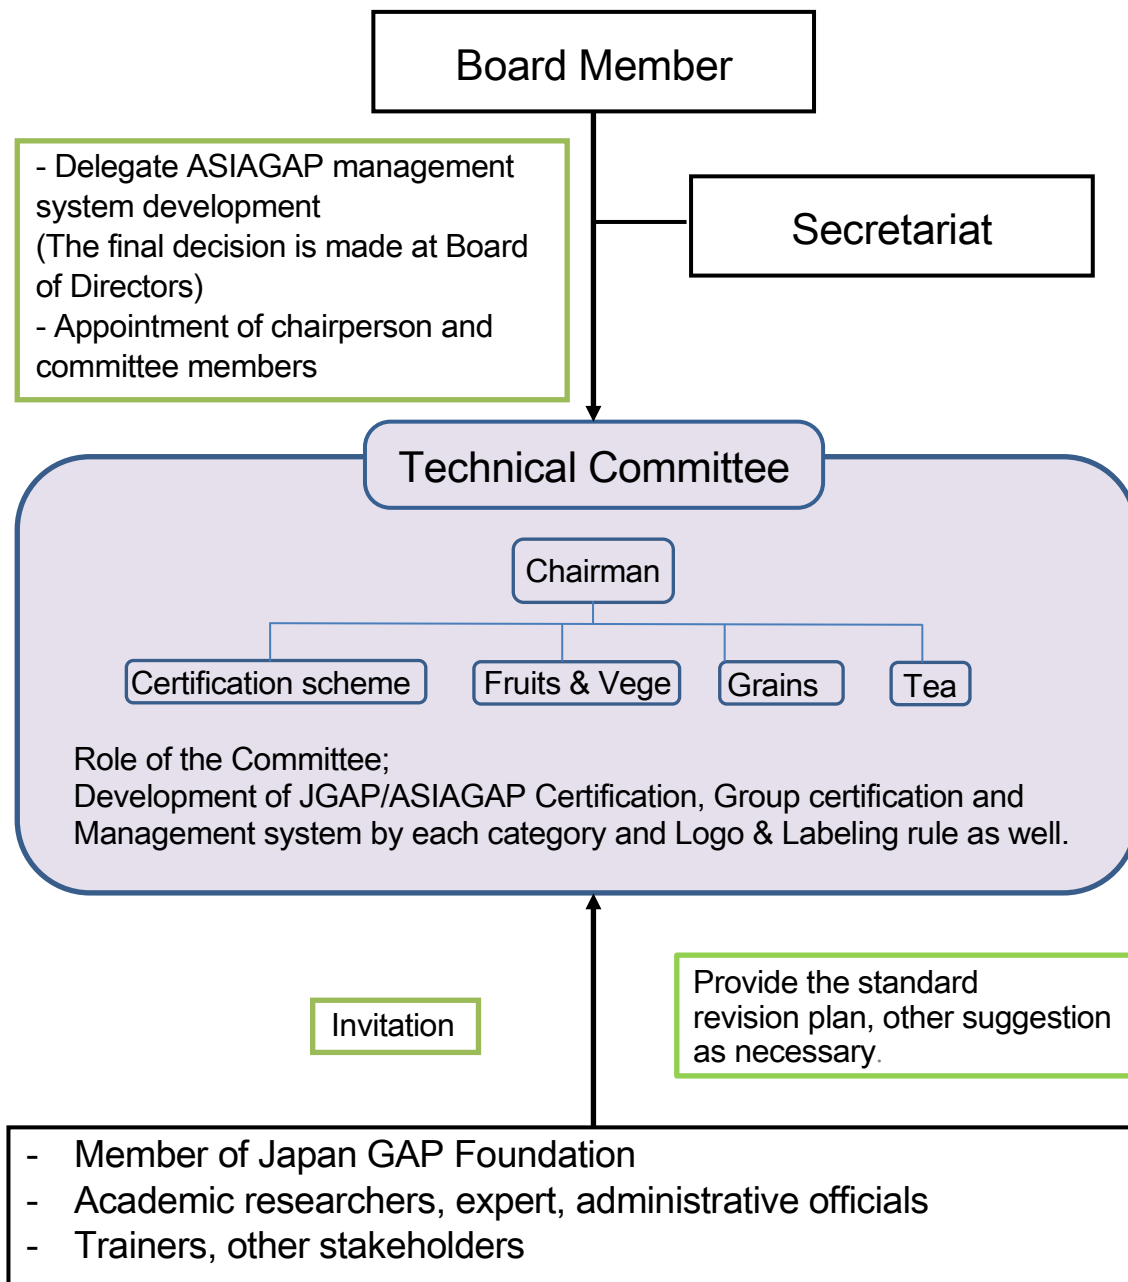 Board Member
- Delegate ASIAGAP management
system development
(The final decision is made at Board
of Directors)
- Appointment of chairperson and
committee members
Secretariat
Technical Committee
Chairman
Certification scheme
Fruits & Vege
Grains
Tea
Role of the Committee;
Development of JGAP/ASIAGAP Certification, Group certification and
Management system by each category and Logo & Labeling rule as well.
Invitation
Provide the standard
revision plan, other suggestion
as necessary.
- Member of Japan GAP Foundation
- Academic researchers, expert, administrative officials
- Trainers, other stakeholders